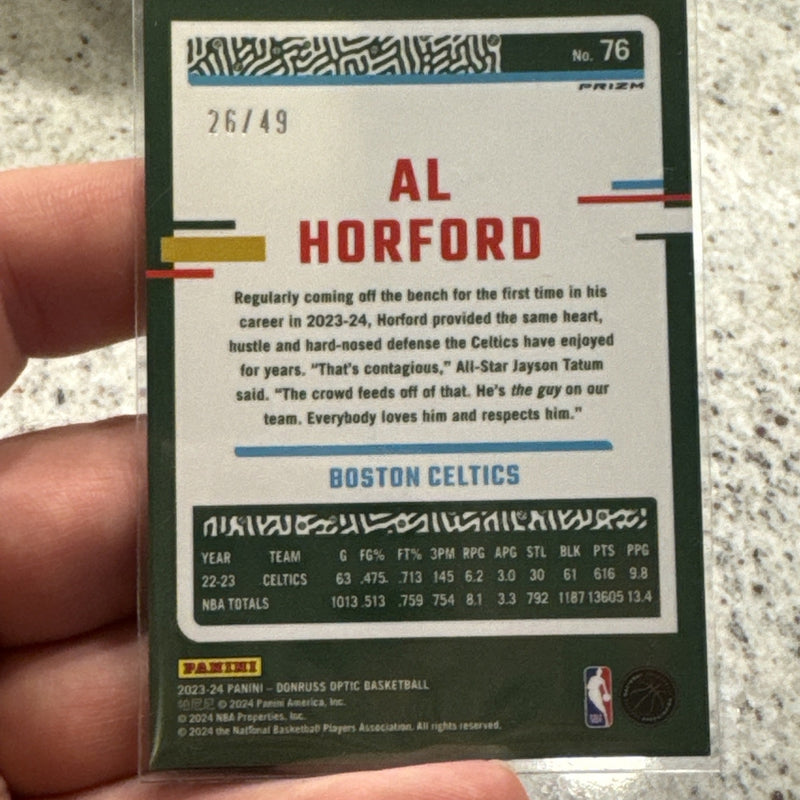 No. 76
PRIZM
26/49
AL
HORFORD
Regularly coming off the bench for the first time in his
career in 2023-24, Horford provided the same heart,
hustle and hard-nosed defense the Celtics have enjoyed
for years. "That's contagious," All-Star Jayson Tatum
said. "The crowd feeds off of that. He's the guy on our
team. Everybody loves him and respects him."
BOSTON CELTICS
YEAR TEAM G FG% FT% 3PM RPG APG STL BLK PTS PPG
22-23 CELTICS 63 .475 .713 145 6.2 3.0 30 61 616 9.8
NBA TOTALS 1013 .513 .759 754 8.1 3.3 792 1187 13605 13.4
PANINI
2023-24 PANINI – DONRUSS OPTIC BASKETBALL
帕尼尼 © 2024 Panini America, Inc.
© 2024 NBA Properties, Inc.
© 2024 the National Basketball Players Association. All rights reserved.
NBA